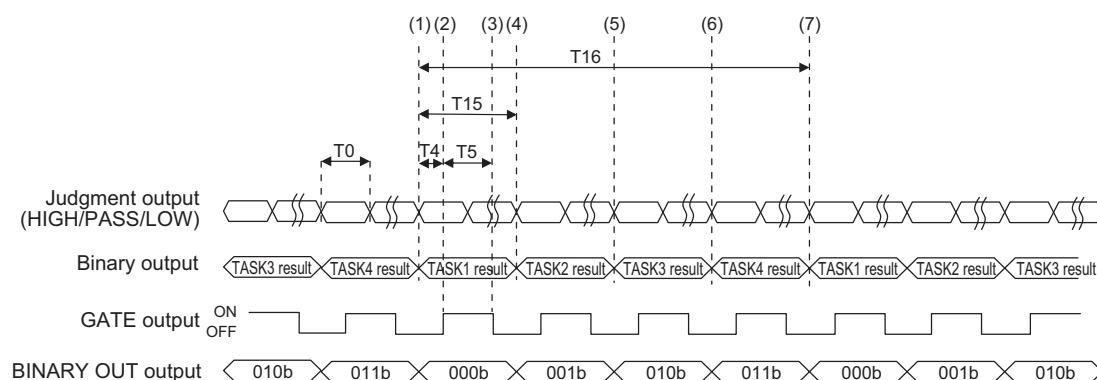 (1) (2) (3) (4) (5) (6) (7)
T16
T15
T0 T4 T5
Judgment output
(HIGH/PASS/LOW)
Binary output TASK3 result TASK4 result TASK1 result TASK2 result TASK3 result TASK4 result TASK1 result TASK2 result TASK3 result
GATE output ON
OFF
BINARY OUT output 010b 011b 000b 001b 010b 011b 000b 001b 010b